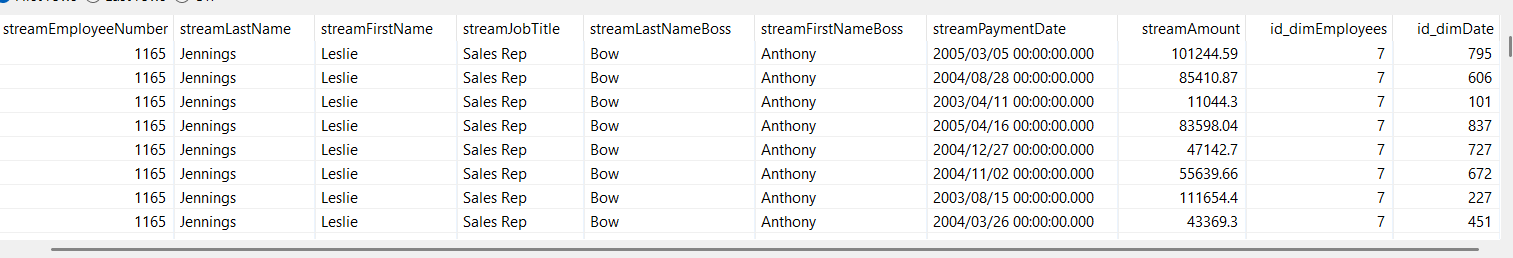 streamEmployeeNumber streamLastName streamFirstName streamJobTitle streamLastNameBoss streamFirstNameBoss streamPaymentDate streamAmount id_dimEmployees id_dimDate
1165 Jennings Leslie Sales Rep Bow Anthony 2005/03/05 00:00:00.000 101244.59 7 795
1165 Jennings Leslie Sales Rep Bow Anthony 2004/08/28 00:00:00.000 85410.87 7 606
1165 Jennings Leslie Sales Rep Bow Anthony 2003/04/11 00:00:00.000 11044.3 7 101
1165 Jennings Leslie Sales Rep Bow Anthony 2005/04/16 00:00:00.000 83598.04 7 837
1165 Jennings Leslie Sales Rep Bow Anthony 2004/12/27 00:00:00.000 47142.7 7 727
1165 Jennings Leslie Sales Rep Bow Anthony 2004/11/02 00:00:00.000 55639.66 7 672
1165 Jennings Leslie Sales Rep Bow Anthony 2003/08/15 00:00:00.000 111654.4 7 227
1165 Jennings Leslie Sales Rep Bow Anthony 2004/03/26 00:00:00.000 43369.3 7 451